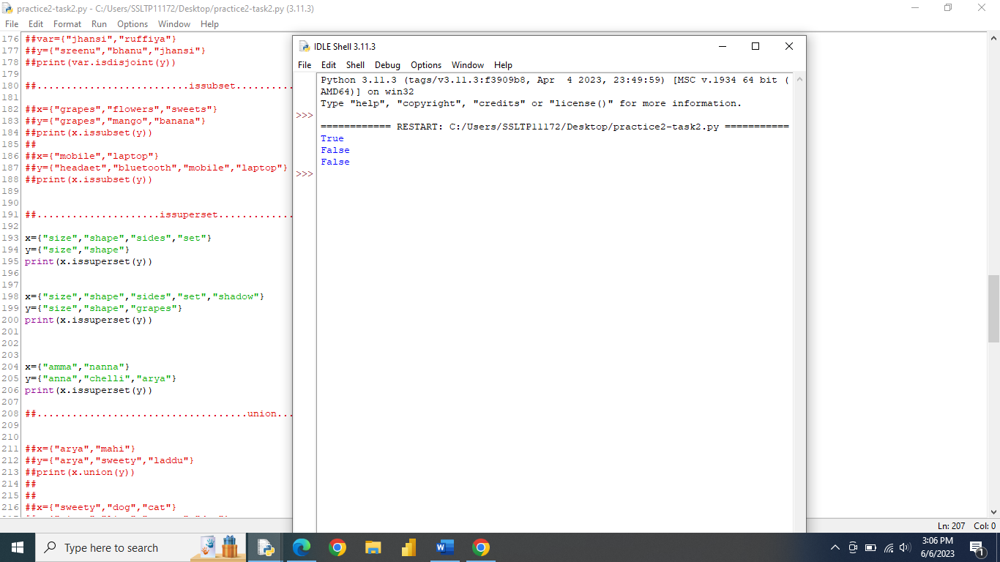 practice2-task2.py - C:/Users/SSLTP11172/Desktop/practice2-task2.py (3.11.3)
File Edit Format Run Options Window Help
176 ##var={"jhansi","ruffiya"}
177 ##y={"sreenu","bhanu","jhansi"}
178 ##print(var.isdisjoint(y))
179
180 ##..........................issubset..........
181
182 ##x={"grapes","flowers","sweets"}
183 ##y={"grapes","mango","banana"}
184 ##print(x.issubset(y))
185 ##
186 ##x={"mobile","laptop"}
187 ##y={"headaet","bluetooth","mobile","laptop"}
188 ##print(x.issubset(y))
189
190
191 ##.....................issuperset.............
192
193 x={"size","shape","sides","set"}
194 y={"size","shape"}
195 print(x.issuperset(y))
196
197
198 x={"size","shape","sides","set","shadow"}
199 y={"size","shape","grapes"}
200 print(x.issuperset(y))
201
202
203
204 x={"amma","nanna"}
205 y={"anna","chelli","arya"}
206 print(x.issuperset(y))
207
208 ##....................................union...
209
210
211 ##x={"arya","mahi"}
212 ##y={"arya","sweety","laddu"}
213 ##print(x.union(y))
214 ##
215 ##
216 ##x={"sweety","dog","cat"}
IDLE Shell 3.11.3
File Edit Shell Debug Options Window Help
Python 3.11.3 (tags/v3.11.3:f3909b8, Apr  4 2023, 23:49:59) [MSC v.1934 64 bit (
AMD64)] on win32
Type "help", "copyright", "credits" or "license()" for more information.
>>>
============ RESTART: C:/Users/SSLTP11172/Desktop/practice2-task2.py ===========
True
False
False
>>>
Ln: 207 Col: 0
Type here to search
3:06 PM
6/6/2023
1